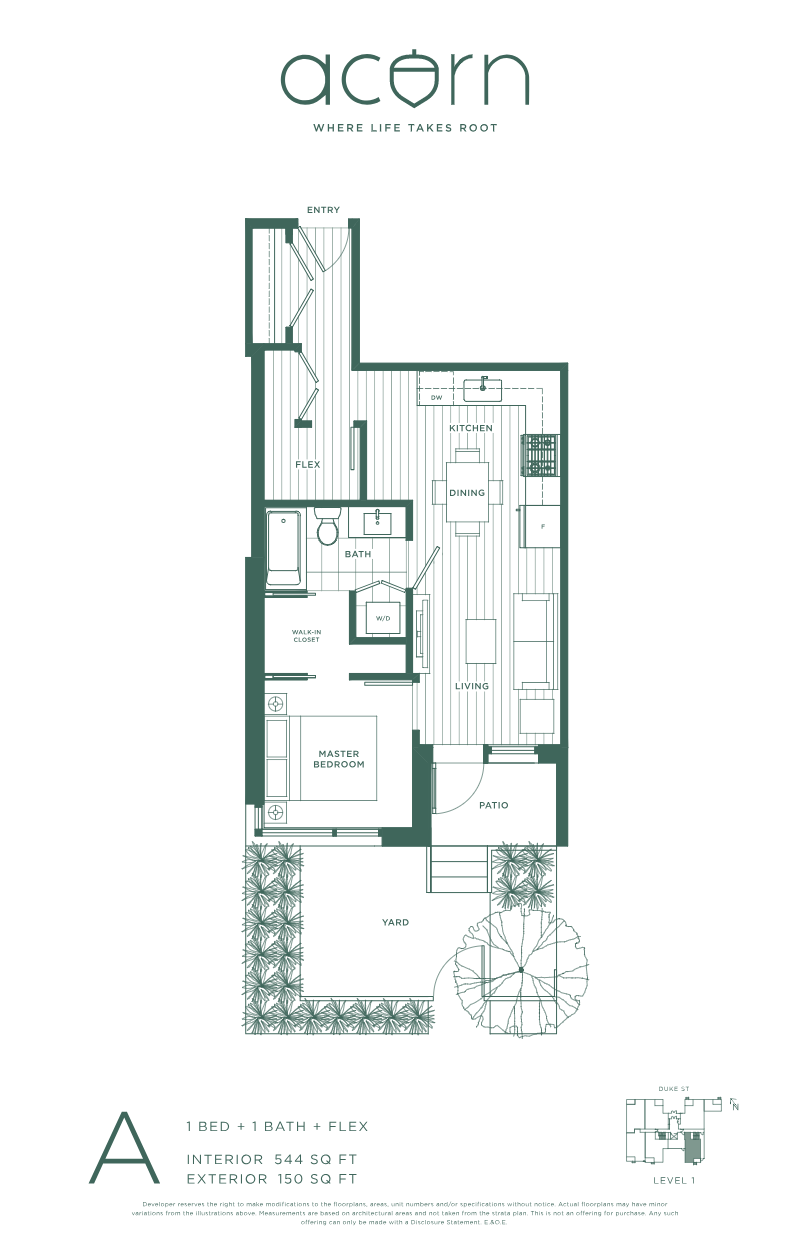 acorn
WHERE LIFE TAKES ROOT
ENTRY
DW
KITCHEN
FLEX
DINING
F
BATH
W/D
WALK-IN
CLOSET
LIVING
MASTER
BEDROOM
PATIO
YARD
DUKE ST
N
A
1 BED + 1 BATH + FLEX
INTERIOR 544 SQ FT
EXTERIOR 150 SQ FT
LEVEL 1
Developer reserves the right to make modifications to the floorplans, areas, unit numbers and/or specifications without notice. Actual floorplans may have minor
variations from the illustrations above. Measurements are based on architectural areas and not taken from the strata plan. This is not an offering for purchase. Any such
offering can only be made with a Disclosure Statement. E.&O.E.